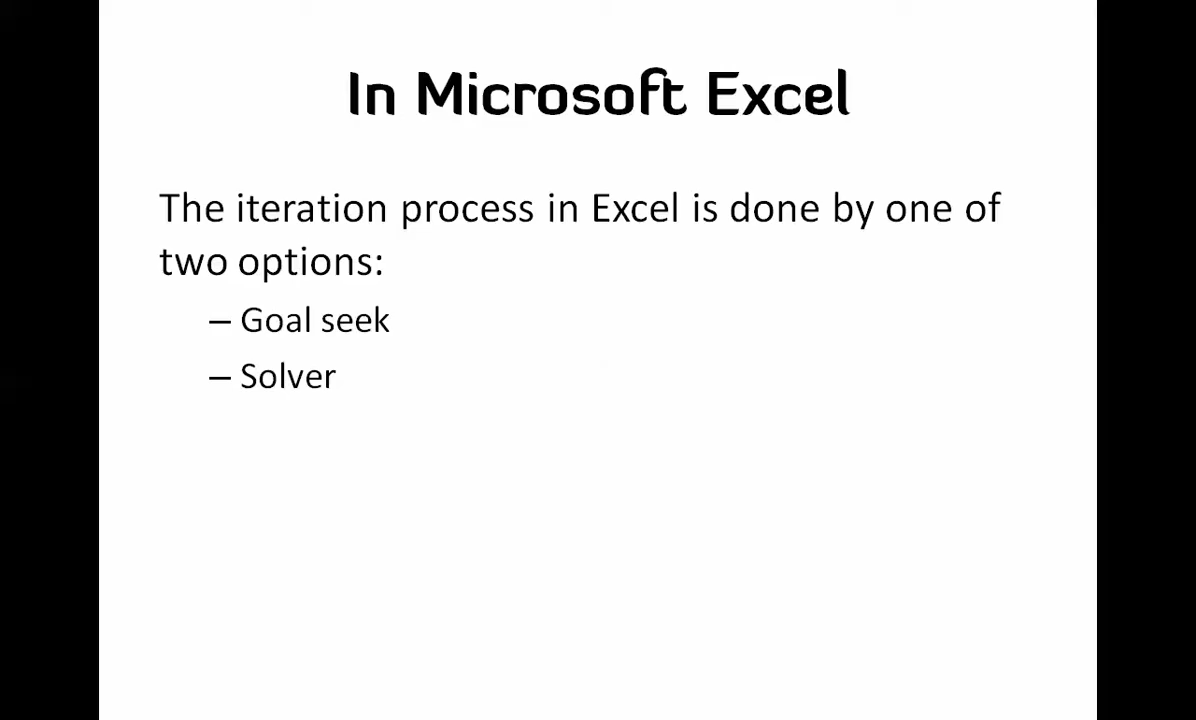 In Microsoft Excel
The iteration process in Excel is done by one of
two options:
– Goal seek
– Solver